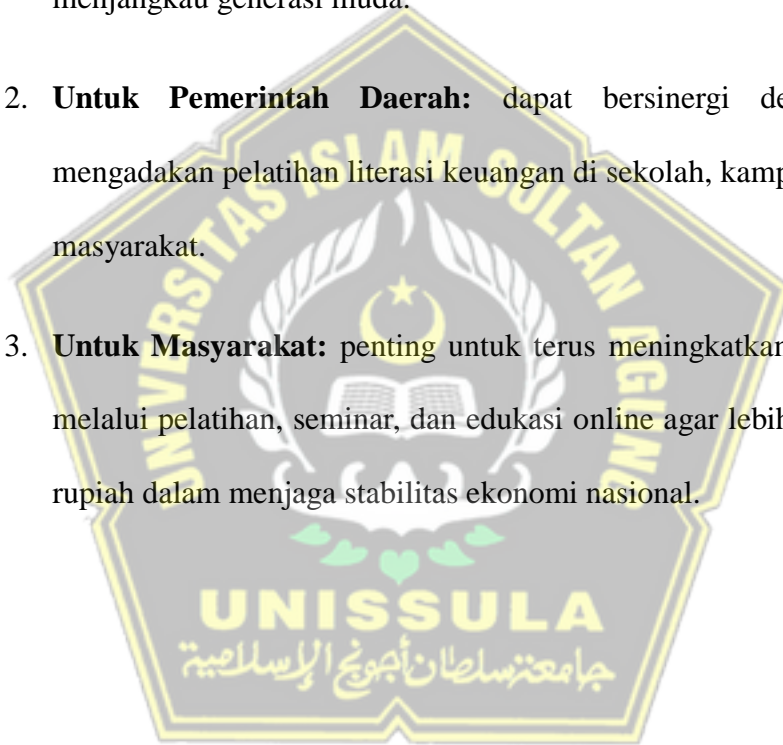 menjangkau generasi muda.
2. Untuk Pemerintah Daerah: dapat bersinergi de
mengadakan pelatihan literasi keuangan di sekolah, kamp
masyarakat.
3. Untuk Masyarakat: penting untuk terus meningkatkan
melalui pelatihan, seminar, dan edukasi online agar lebih
rupiah dalam menjaga stabilitas ekonomi nasional.
UNIVERSITAS ISLAM SULTAN AGUNG
UNISSULA
جامعة سلطان أجونج الإسلامية